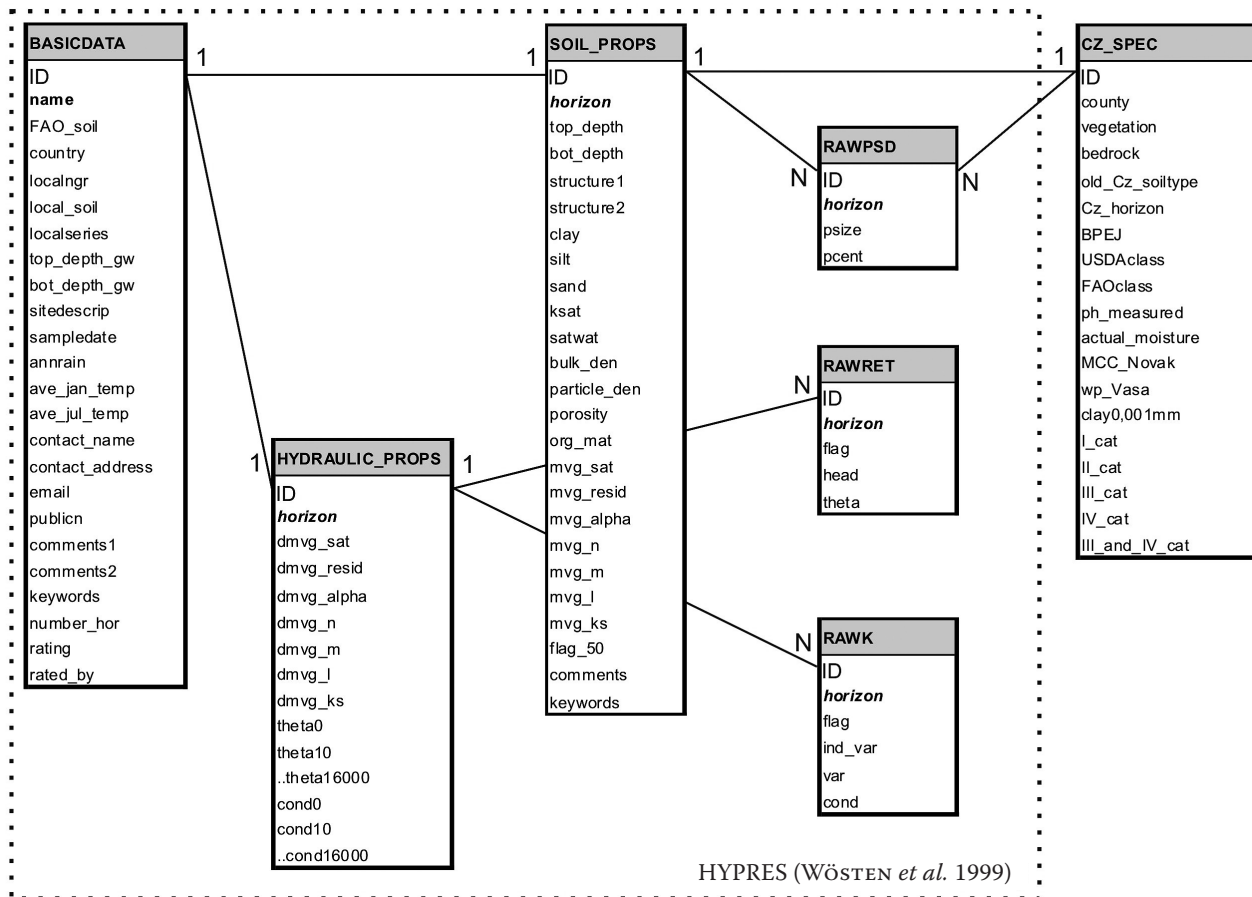 BASICDATA
ID
name
FAO_soil
country
localngr
local_soil
localseries
top_depth_gw
bot_depth_gw
sitedescrip
sampledate
annrain
ave_jan_temp
ave_jul_temp
contact_name
contact_address
email
publicn
comments1
comments2
keywords
number_hor
rating
rated_by
1
1
1
1
HYDRAULIC_PROPS
ID
horizon
dmvg_sat
dmvg_resid
dmvg_alpha
dmvg_n
dmvg_m
dmvg_l
dmvg_ks
theta0
theta10
..theta16000
cond0
cond10
..cond16000
SOIL_PROPS
ID
horizon
top_depth
bot_depth
structure1
structure2
clay
silt
sand
ksat
satwat
bulk_den
particle_den
porosity
org_mat
mvg_sat
mvg_resid
mvg_alpha
mvg_n
mvg_m
mvg_l
mvg_ks
flag_50
comments
keywords
1
1
N
N
RAWPSD
ID
horizon
psize
pcent
N
RAWRET
ID
horizon
flag
head
theta
N
RAWK
ID
horizon
flag
ind_var
var
cond
CZ_SPEC
ID
county
vegetation
bedrock
old_Cz_soiltype
Cz_horizon
BPEJ
USDAclass
FAOclass
ph_measured
actual_moisture
MCC_Novak
wp_Vasa
clay0,001mm
I_cat
II_cat
III_cat
IV_cat
III_and_IV_cat
HYPRES (WÖSTEN et al. 1999)